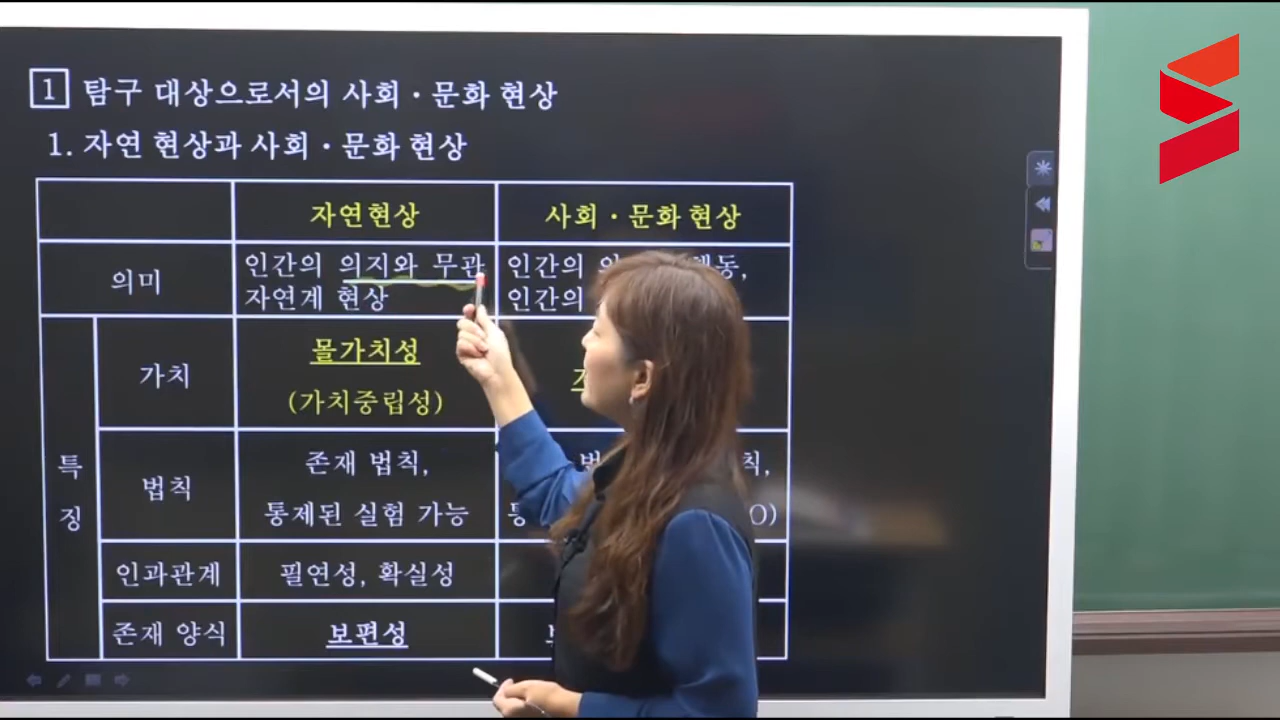 1 탐구 대상으로서의 사회・문화 현상
1. 자연 현상과 사회・문화 현상
자연현상 사회・문화 현상
의미
인간의 의지와 무관
자연계 현상
인간의
인간의
특징
가치
몰가치성
(가치중립성)
법칙
존재 법칙,
통제된 실험 가능
인과관계 필연성, 확실성
존재 양식 보편성